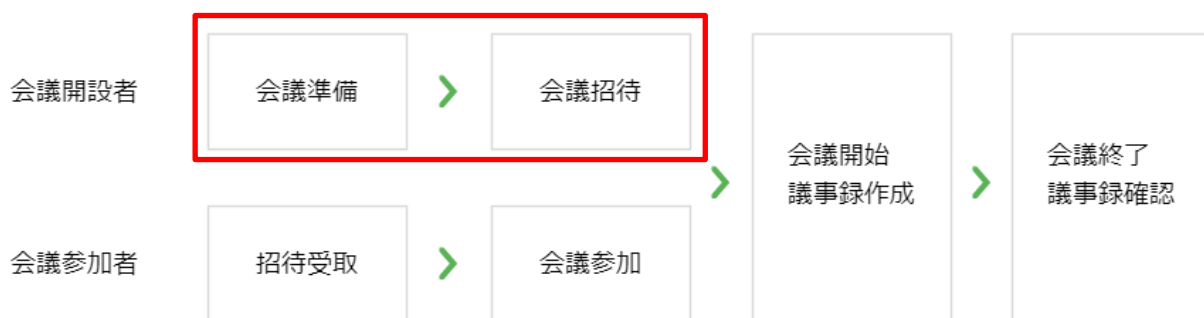 会議開設者
会議準備
会議招待
会議開始
議事録作成
会議終了
議事録確認
会議参加者
招待受取
会議参加